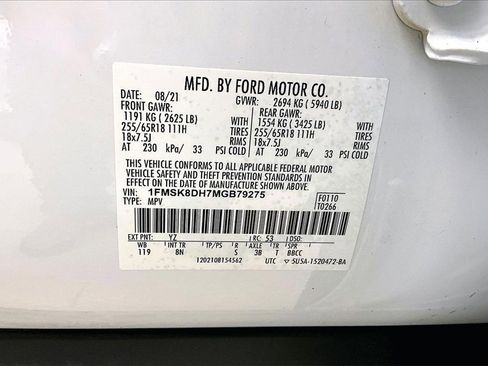 MFD. BY FORD MOTOR CO.
DATE: 08/21 GVWR: 2694 KG ( 5940 LB)
FRONT GAWR: REAR GAWR:
1191 KG ( 2625 LB) WITH 1554 KG ( 3425 LB) WITH
255/65R18 111H TIRES 255/65R18 111H TIRES
18x7.5J RIMS 18x7.5J RIMS
AT 230 kPa/ 33 PSI COLD AT 230 kPa/ 33 PSI COLD
THIS VEHICLE CONFORMS TO ALL APPLICABLE FEDERAL MOTOR
VEHICLE SAFETY AND THEFT PREVENTION STANDARDS IN EFFECT
ON THE DATE OF MANUFACTURE SHOWN ABOVE.
VIN: 1FMSK8DH7MGB79275 F0110
TYPE: MPV T0266
EXT PNT: YZ RC: 53 DSO:
WB INT TR TP/PS R AXLE TR SPR
119 8N S 3B T BBCC
1202108154562 UTC 5U5A-1520472-BA